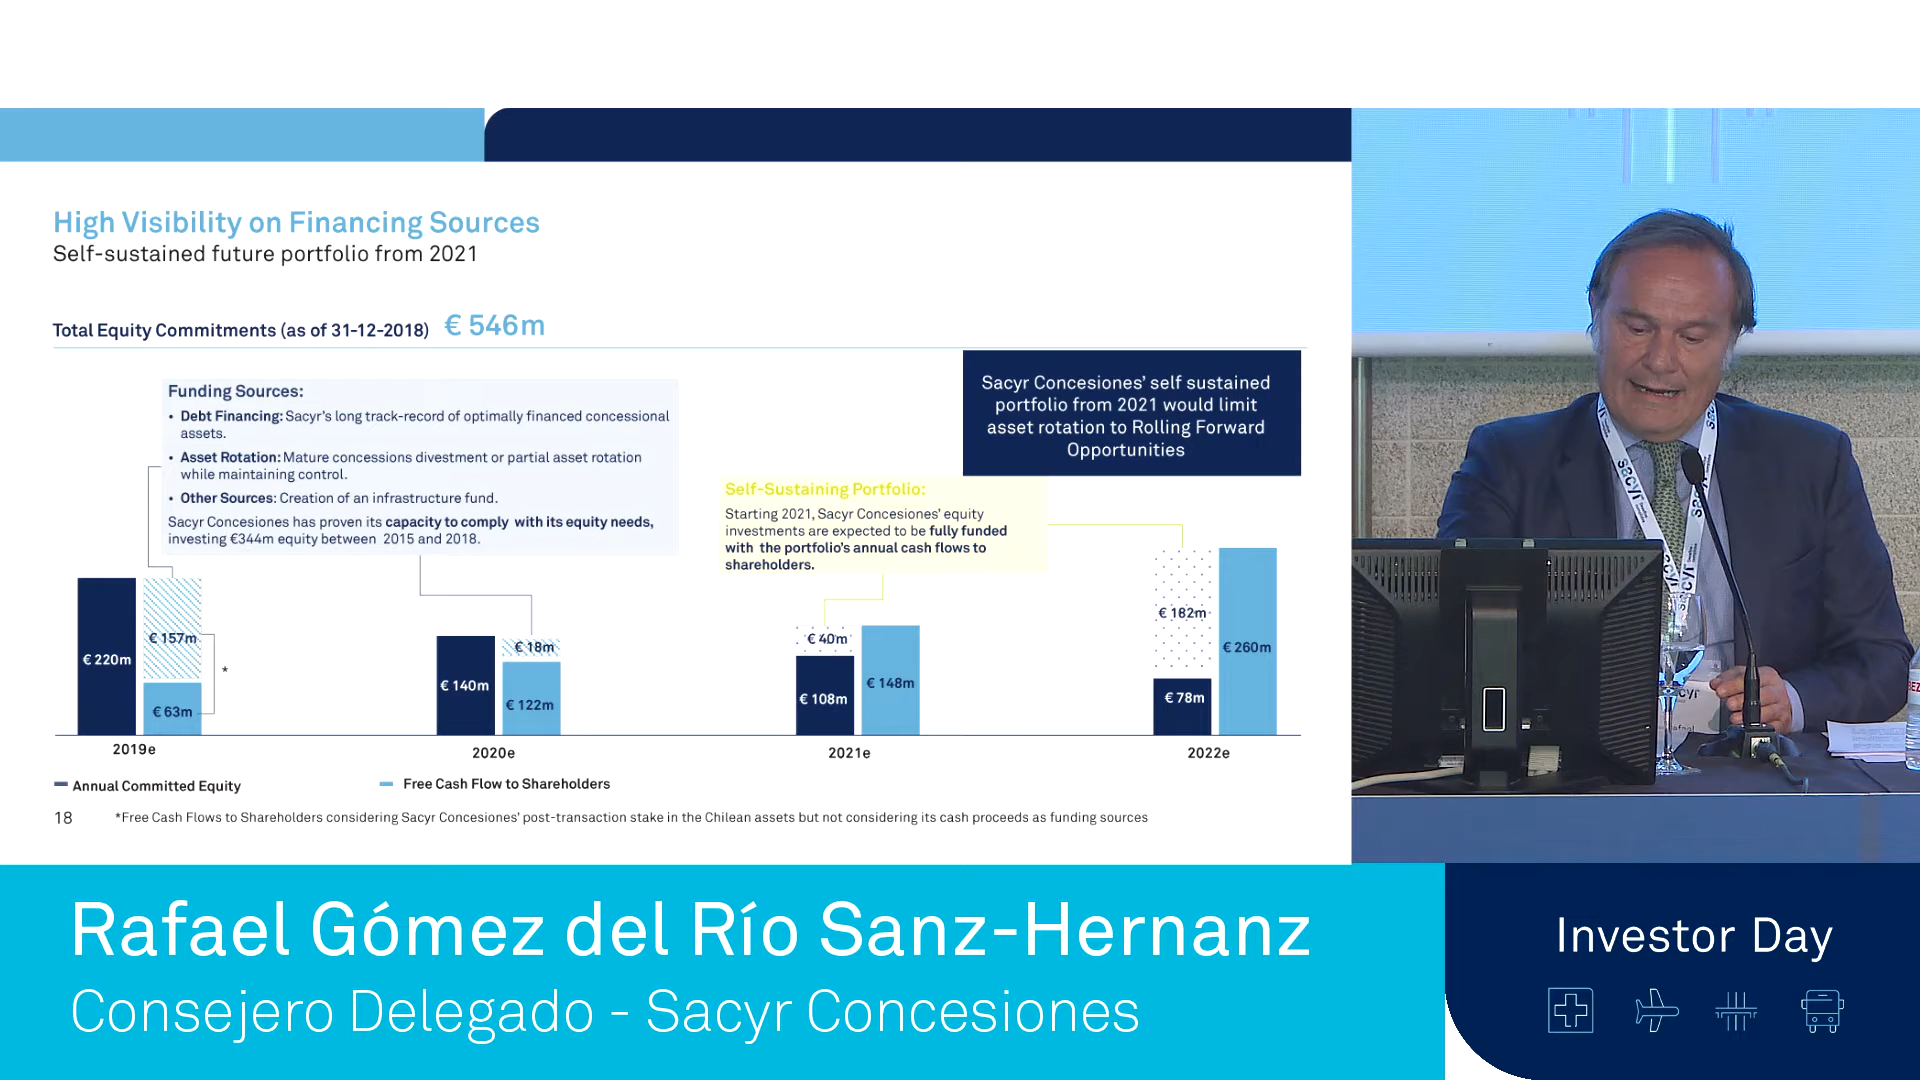 High Visibility on Financing Sources
Self-sustained future portfolio from 2021
Total Equity Commitments (as of 31-12-2018) € 546m
Funding Sources:
• Debt Financing: Sacyr's long track-record of optimally financed concessional
assets.
• Asset Rotation: Mature concessions divestment or partial asset rotation
while maintaining control.
• Other Sources: Creation of an infrastructure fund.
Sacyr Concesiones has proven its capacity to comply with its equity needs,
investing €344m equity between 2015 and 2018.
Sacyr Concesiones' self sustained
portfolio from 2021 would limit
asset rotation to Rolling Forward
Opportunities
Self-Sustaining Portfolio:
Starting 2021, Sacyr Concesiones' equity
investments are expected to be fully funded
with the portfolio's annual cash flows to
shareholders.
€ 220m
€ 157m
€ 63m
*
€ 140m
€ 18m
€ 122m
€ 40m
€ 108m
€ 148m
€ 182m
€ 78m
€ 260m
2019e
2020e
2021e
2022e
Annual Committed Equity
Free Cash Flow to Shareholders
18
*Free Cash Flows to Shareholders considering Sacyr Concesiones' post-transaction stake in the Chilean assets but not considering its cash proceeds as funding sources
sacyr
sacyr
Rafael Gómez del Río Sanz-Hernanz
Consejero Delegado - Sacyr Concesiones
Investor Day